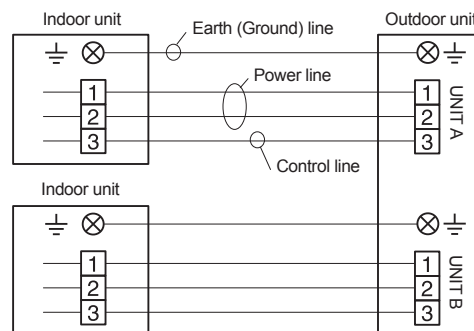 Indoor unit
Outdoor unit
Earth (Ground) line
Power line
1
2
3
1
2
3
UNIT A
Control line
Indoor unit
1
2
3
1
2
3
UNIT B